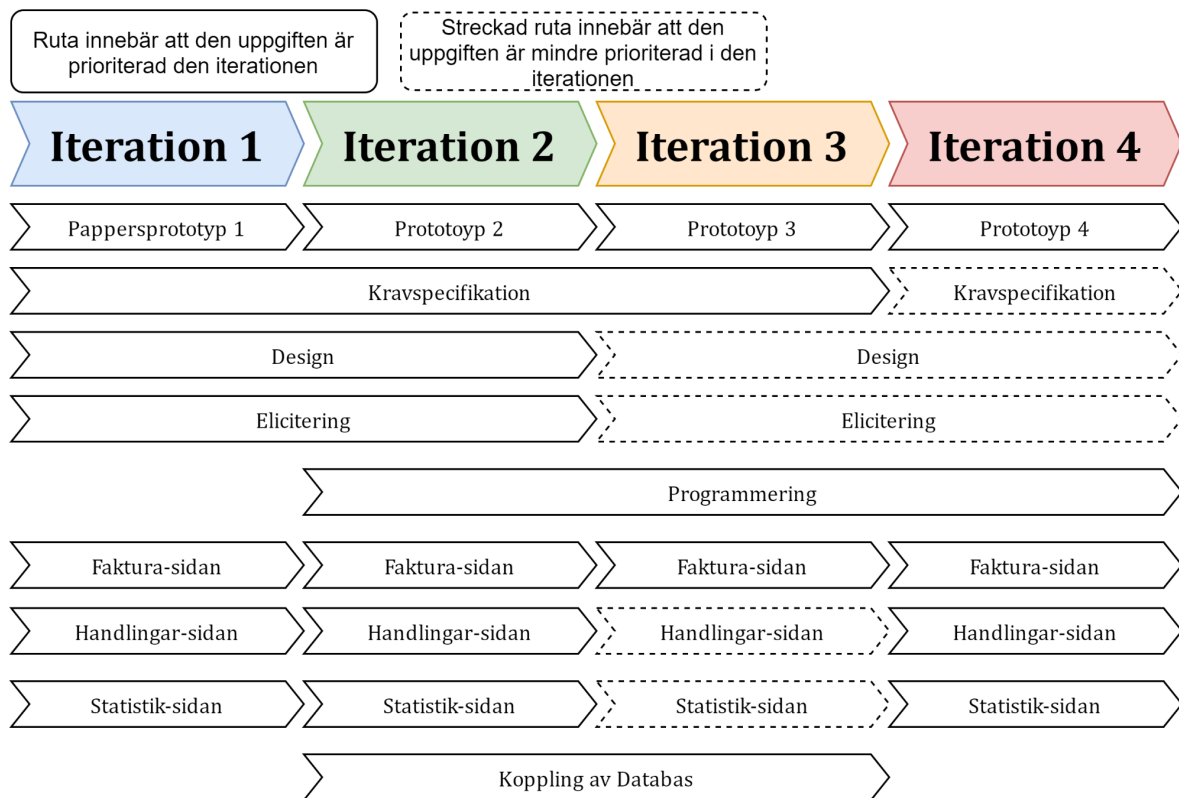 Ruta innebär att den uppgiften är
prioriterad den iterationen
Streckad ruta innebär att den
uppgiften är mindre prioriterad i den
iterationen
Iteration 1
Iteration 2
Iteration 3
Iteration 4
Pappersprototyp 1
Prototoyp 2
Prototoyp 3
Prototoyp 4
Kravspecifikation
Kravspecifikation
Design
Design
Elicitering
Elicitering
Programmering
Faktura-sidan
Faktura-sidan
Faktura-sidan
Faktura-sidan
Handlingar-sidan
Handlingar-sidan
Handlingar-sidan
Handlingar-sidan
Statistik-sidan
Statistik-sidan
Statistik-sidan
Statistik-sidan
Koppling av Databas